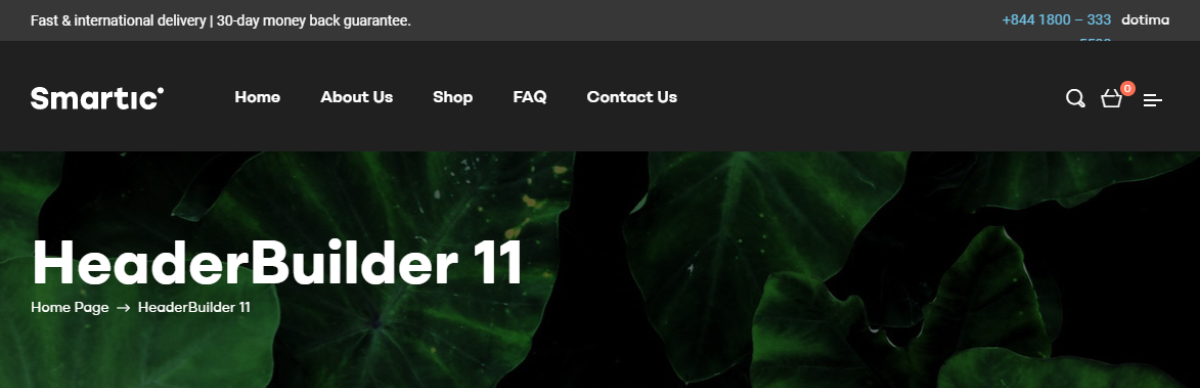 Fast & international delivery | 30-day money back guarantee.
+844 1800 – 333
dotima
Smartic
Home
About Us
Shop
FAQ
Contact Us
0
HeaderBuilder 11
Home Page → HeaderBuilder 11